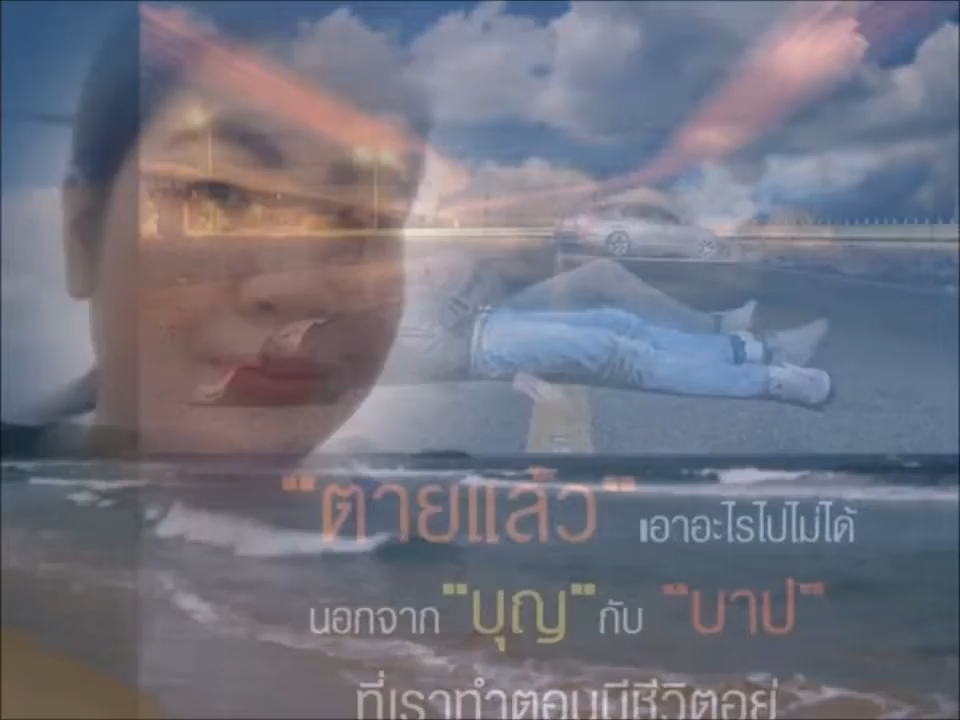 "ตายแล้ว" เอาอะไรไปไม่ได้
นอกจาก "บุญ" กับ "บาป"
ที่เราทำตอนมีชีวิตอยู่